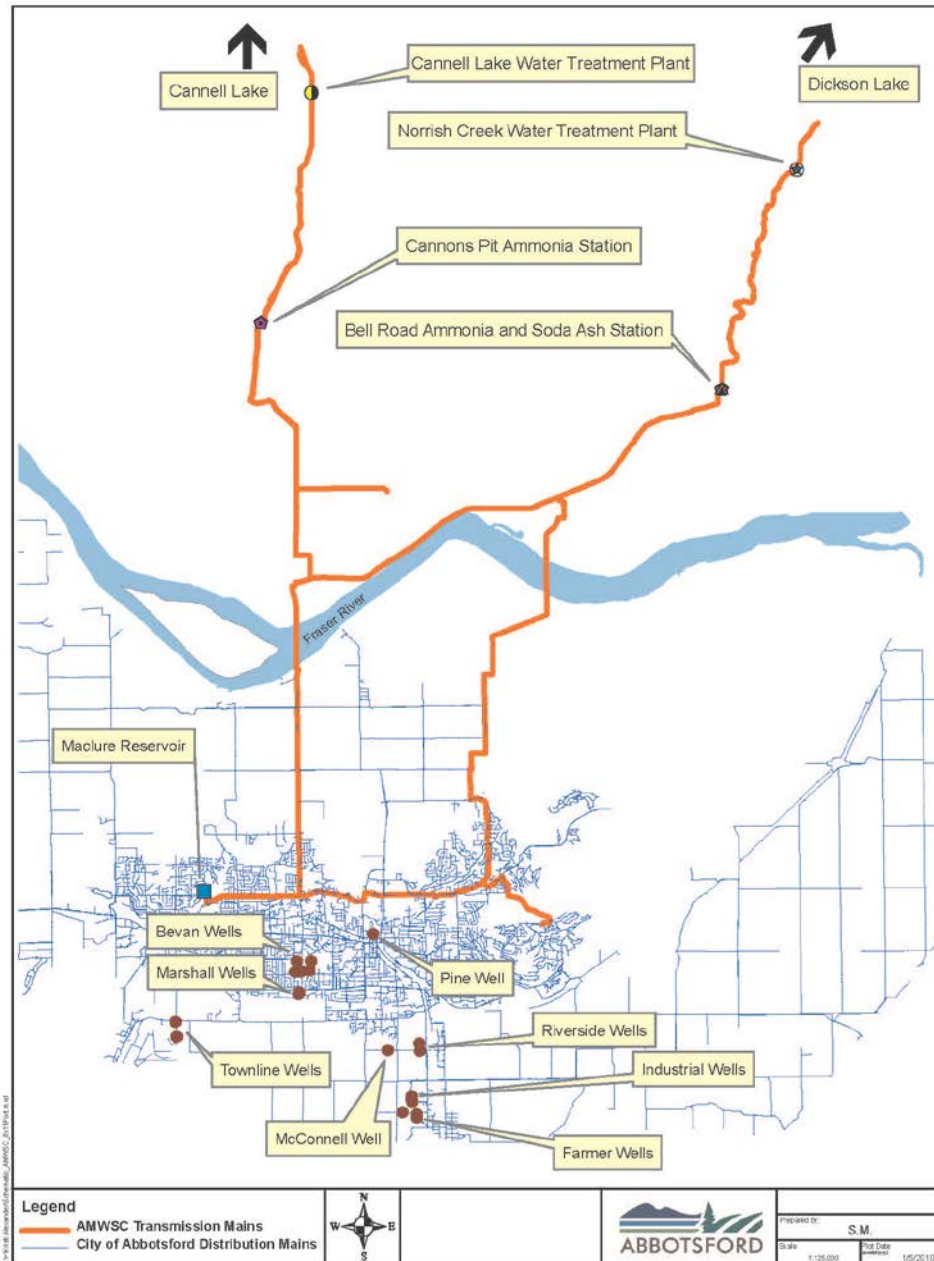 Cannell Lake
Cannell Lake Water Treatment Plant
Dickson Lake
Norrish Creek Water Treatment Plant
Cannons Pit Ammonia Station
Bell Road Ammonia and Soda Ash Station
Fraser River
Maclure Reservoir
Bevan Wells
Marshall Wells
Pine Well
Townline Wells
Riverside Wells
Industrial Wells
McConnell Well
Farmer Wells
Legend
AMWSC Transmission Mains
City of Abbotsford Distribution Mains
N
W E
S
ABBOTSFORD
Prepared by:
S.M.
Scale
1:125,000
Plot Date
1/5/2010